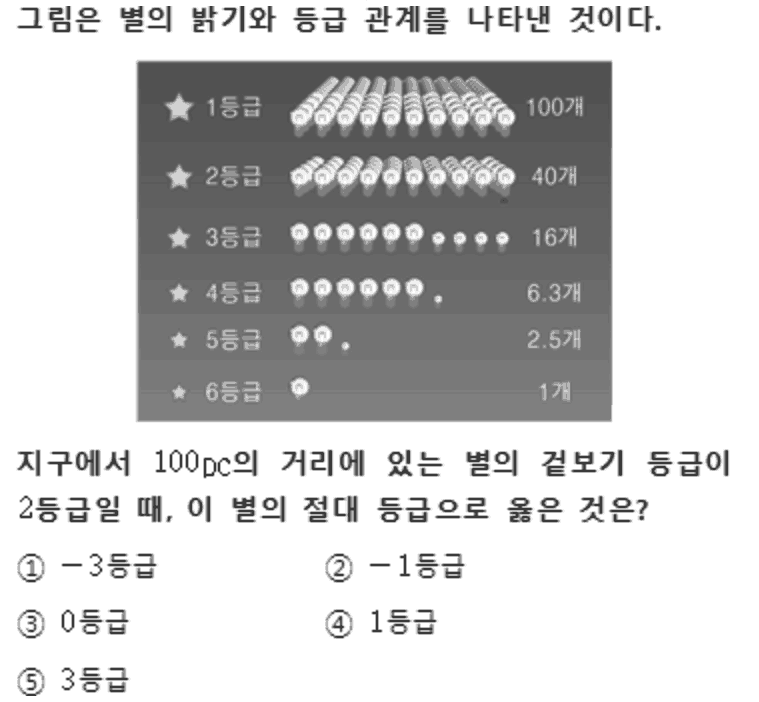 그림은 별의 밝기와 등급 관계를 나타낸 것이다.
1등급 100개
2등급 40개
3등급 16개
4등급 6.3개
5등급 2.5개
6등급 1개
지구에서 100pc의 거리에 있는 별의 겉보기 등급이
2등급일 때, 이 별의 절대 등급으로 옳은 것은?
① -3등급 ② -1등급
③ 0등급 ④ 1등급
⑤ 3등급